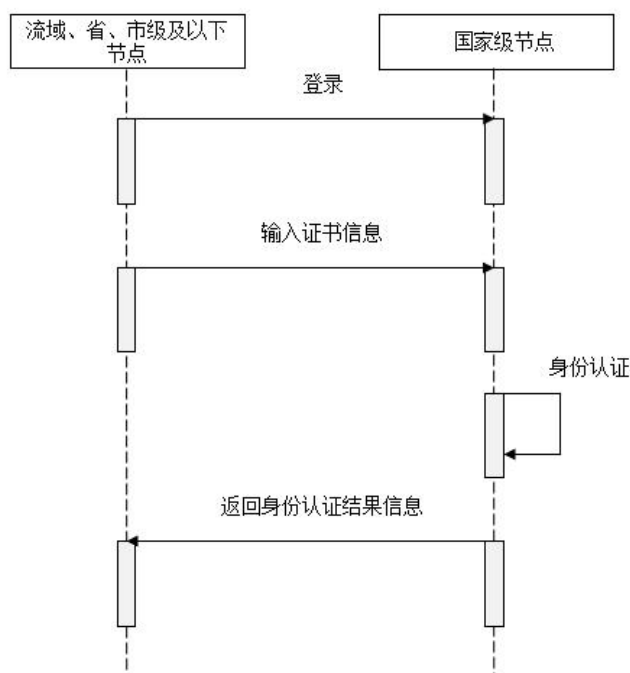 流域、省、市级及以下
节点
国家级节点
登录
输入证书信息
身份认证
返回身份认证结果信息